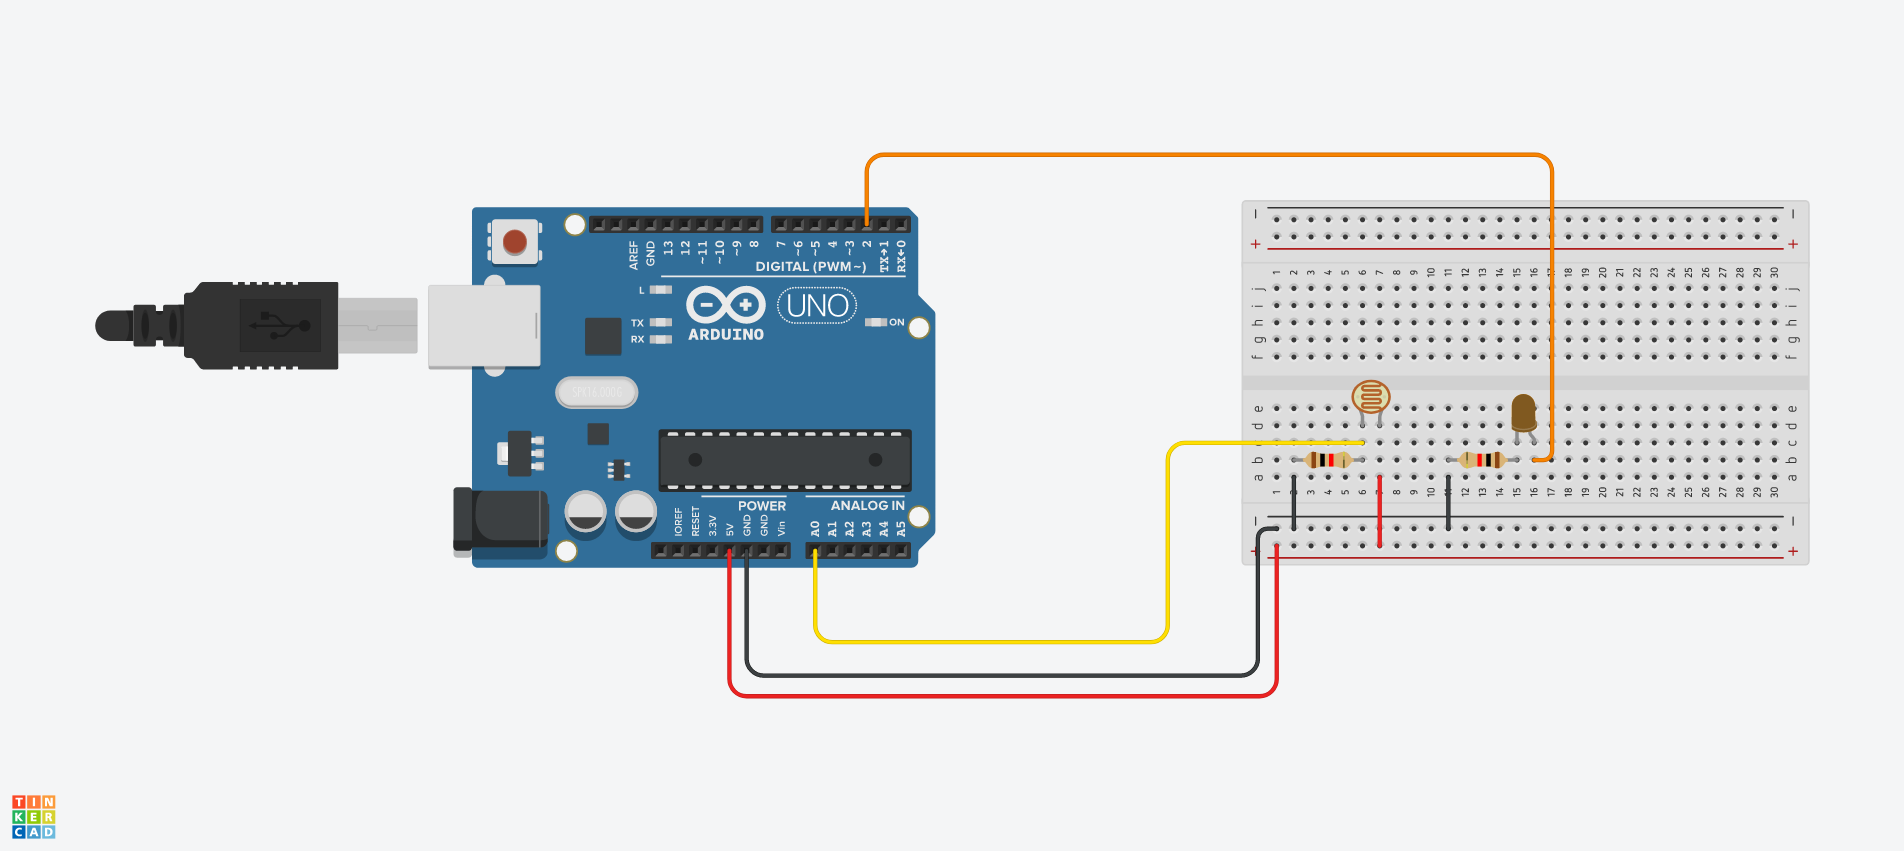 AREF
GND
13
12
~11
~10
~9
8
7
~6
~5
4
~3
2
TX→1
RX←0
DIGITAL (PWM~)
L
TX
RX
UNO
ON
ARDUINO
POWER
ANALOG IN
IOREF
RESET
3.3V
5V
GND
GND
Vin
A0
A1
A2
A3
A4
A5
− −
+ +
1 2 3 4 5 6 7 8 9 10 11 12 13 14 15 16 17 18 19 20 21 22 23 24 25 26 27 28 29 30
j j
i i
h h
g g
f f
e e
d d
c c
b b
a a
1 2 3 4 5 6 7 8 9 10 11 12 13 14 15 16 17 18 19 20 21 22 23 24 25 26 27 28 29 30
− −
+ +
TIN
KER
CAD